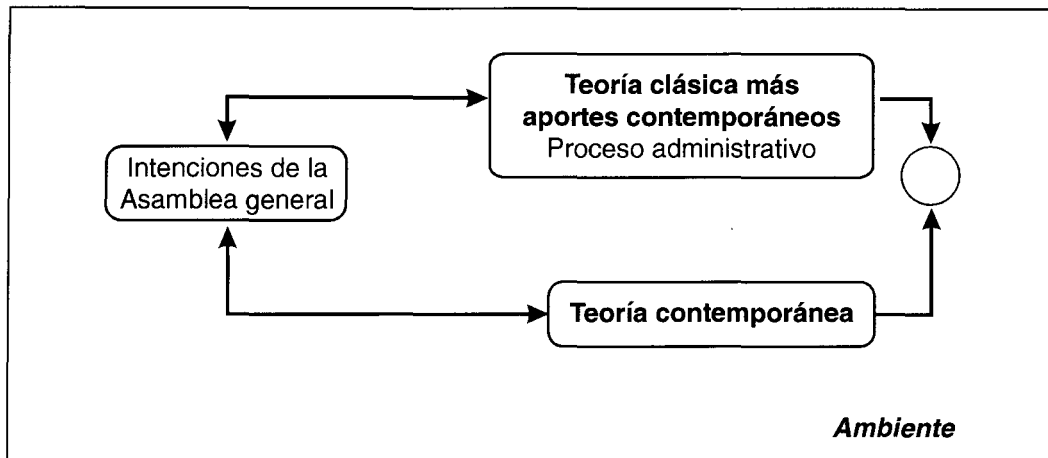 Teoría clásica más
aportes contemporáneos
Proceso administrativo
Intenciones de la
Asamblea general
Teoría contemporánea
Ambiente